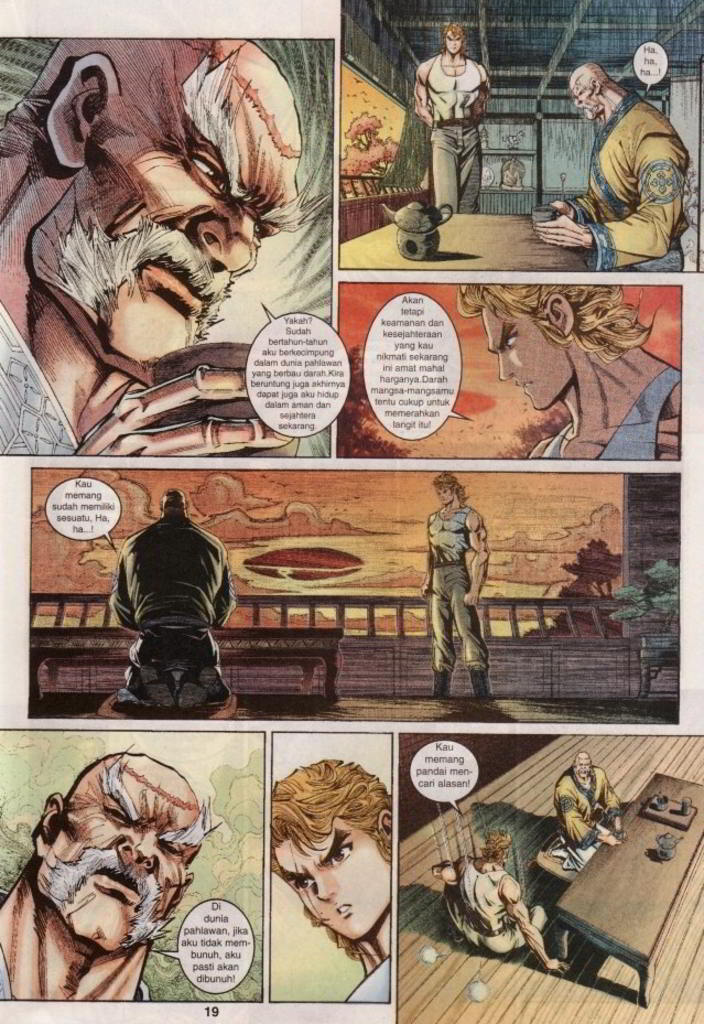 Ha,
ha,
ha...!
Yakah?
Sudah
bertahun-tahun
aku berkecimpung
dalam dunia pahlawan
yang berbau darah.Kira
beruntung juga akhirnya
dapat juga aku hidup
dalam aman dan
sejahtera
sekarang.
Akan
tetapi
keamanan dan
kesejahteraan
yang kau
nikmati sekarang
ini amat mahal
harganya.Darah
mangsa-mangsamu
tentu cukup untuk
memerahkan
langit itu!
Kau
memang
sudah memiliki
sesuatu, Ha,
ha...!
Di
dunia
pahlawan, jika
aku tidak mem-
bunuh, aku
pasti akan
dibunuh!
Kau
memang
pandai men-
cari alasan!
19